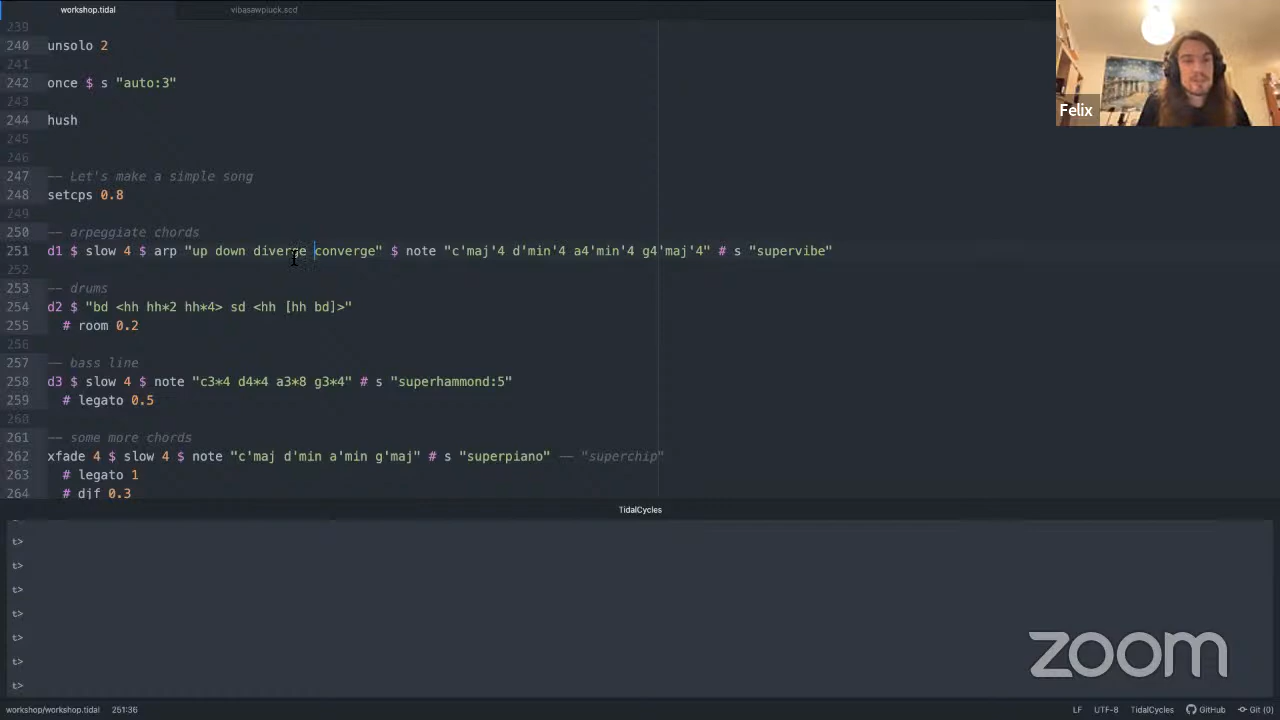 workshop.tidal
vibasawpluck.scd
239
240 unsolo 2
241
242 once $ s "auto:3"
243
244 hush
245
246
247 -- Let's make a simple song
248 setcps 0.8
249
250 -- arpeggiate chords
251 d1 $ slow 4 $ arp "up down diverge converge" $ note "c'maj'4 d'min'4 a4'min'4 g4'maj'4" # s "supervibe"
252
253 -- drums
254 d2 $ "bd <hh hh*2 hh*4> sd <hh [hh bd]>"
255 # room 0.2
256
257 -- bass line
258 d3 $ slow 4 $ note "c3*4 d4*4 a3*8 g3*4" # s "superhammond:5"
259 # legato 0.5
260
261 -- some more chords
262 xfade 4 $ slow 4 $ note "c'maj d'min a'min g'maj" # s "superpiano" -- "superchip"
263 # legato 1
264 # djf 0.3
Felix
TidalCycles
t>
t>
t>
t>
t>
t>
t>
zoom
workshop/workshop.tidal 251:36 LF UTF-8 TidalCycles GitHub Git (0)